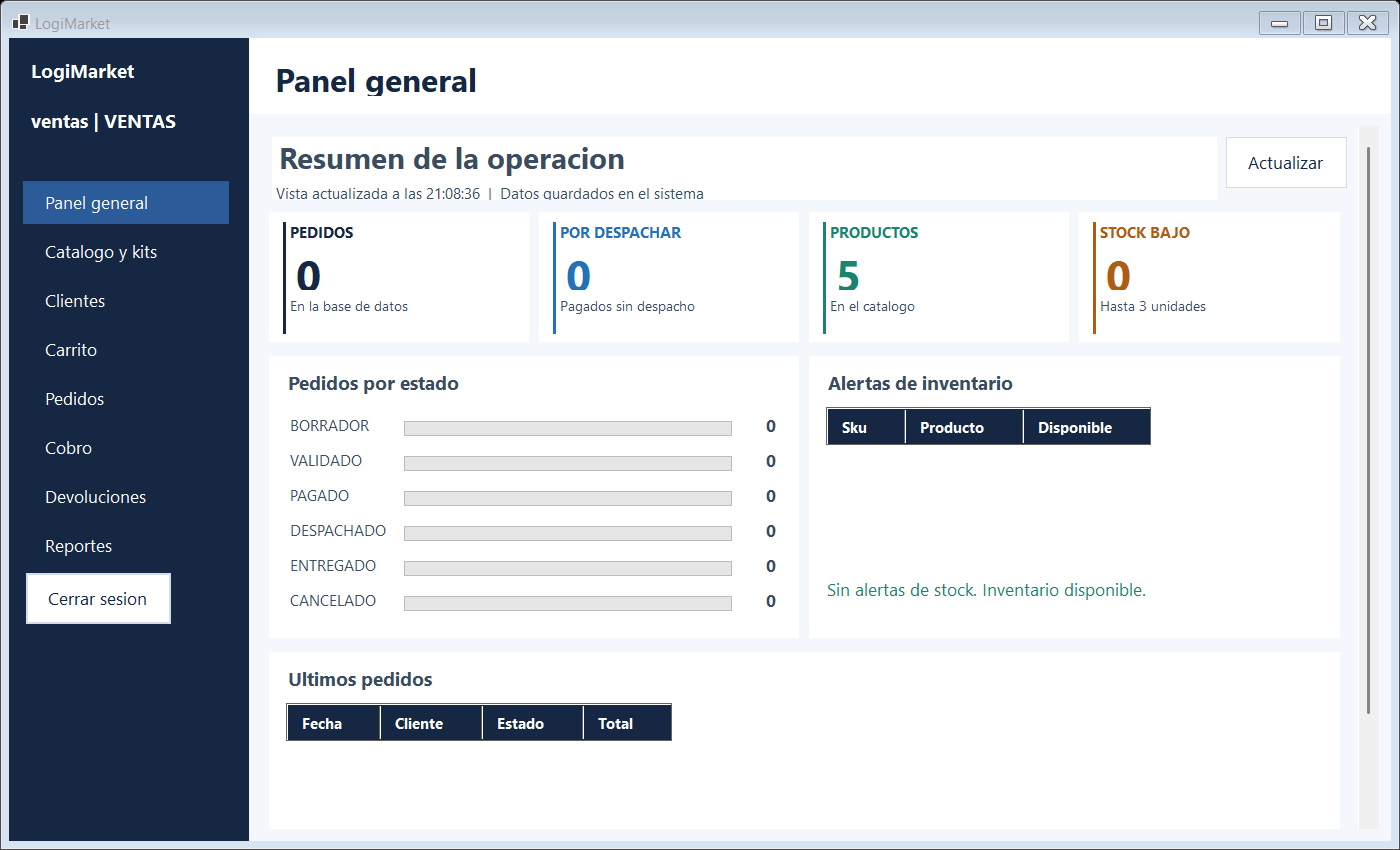 LogiMarket
LogiMarket
ventas | VENTAS
Panel general
Catalogo y kits
Clientes
Carrito
Pedidos
Cobro
Devoluciones
Reportes
Cerrar sesion
Panel general
Resumen de la operacion
Vista actualizada a las 21:08:36 | Datos guardados en el sistema
Actualizar
PEDIDOS
0
En la base de datos
POR DESPACHAR
0
Pagados sin despacho
PRODUCTOS
5
En el catalogo
STOCK BAJO
0
Hasta 3 unidades
Pedidos por estado
BORRADOR 0
VALIDADO 0
PAGADO 0
DESPACHADO 0
ENTREGADO 0
CANCELADO 0
Alertas de inventario
Sku Producto Disponible
Sin alertas de stock. Inventario disponible.
Ultimos pedidos
Fecha Cliente Estado Total